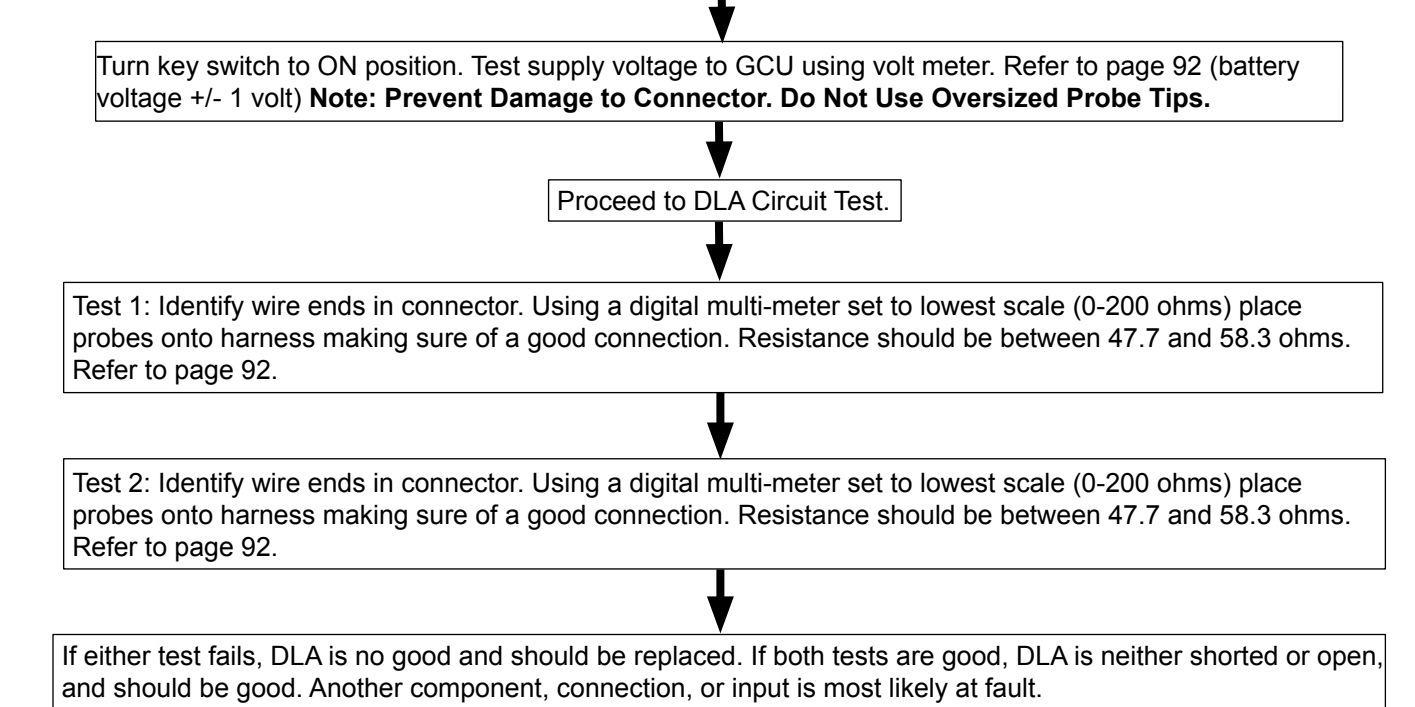 Turn key switch to ON position. Test supply voltage to GCU using volt meter. Refer to page 92 (battery
voltage +/- 1 volt) Note: Prevent Damage to Connector. Do Not Use Oversized Probe Tips.
Proceed to DLA Circuit Test.
Test 1: Identify wire ends in connector. Using a digital multi-meter set to lowest scale (0-200 ohms) place
probes onto harness making sure of a good connection. Resistance should be between 47.7 and 58.3 ohms.
Refer to page 92.
Test 2: Identify wire ends in connector. Using a digital multi-meter set to lowest scale (0-200 ohms) place
probes onto harness making sure of a good connection. Resistance should be between 47.7 and 58.3 ohms.
Refer to page 92.
If either test fails, DLA is no good and should be replaced. If both tests are good, DLA is neither shorted or open,
and should be good. Another component, connection, or input is most likely at fault.